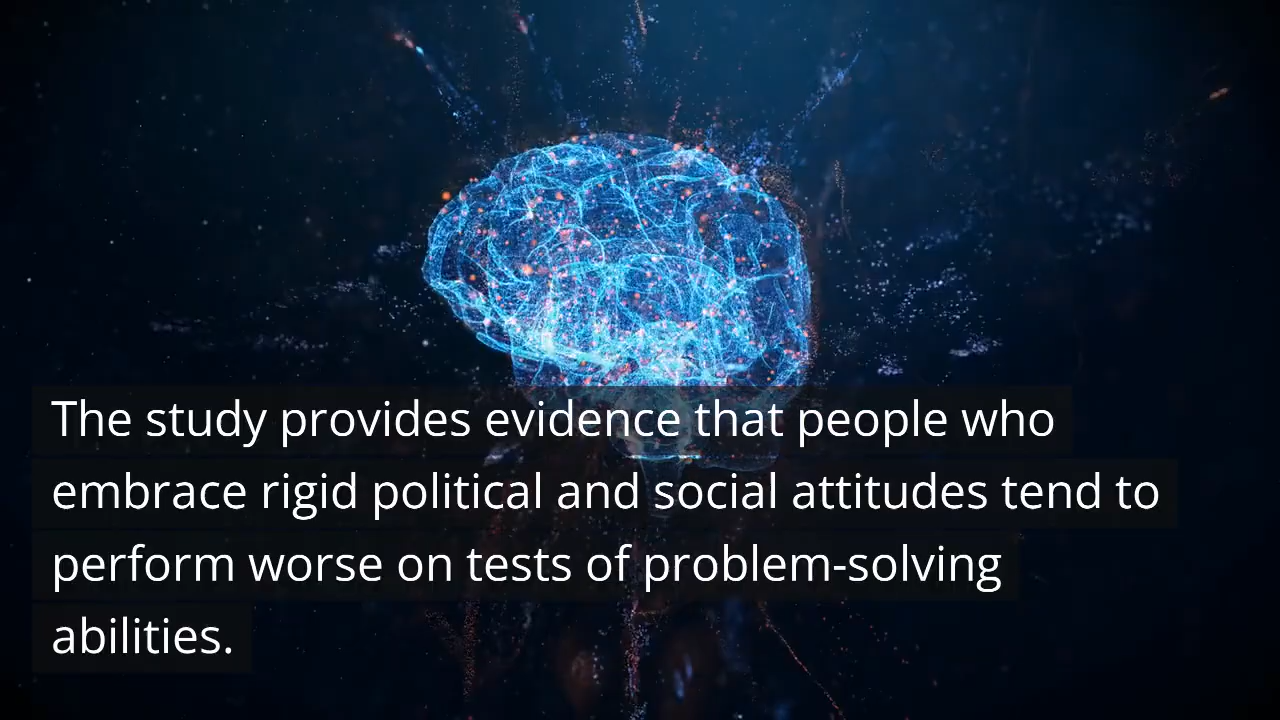 The study provides evidence that people who
embrace rigid political and social attitudes tend to
perform worse on tests of problem-solving
abilities.